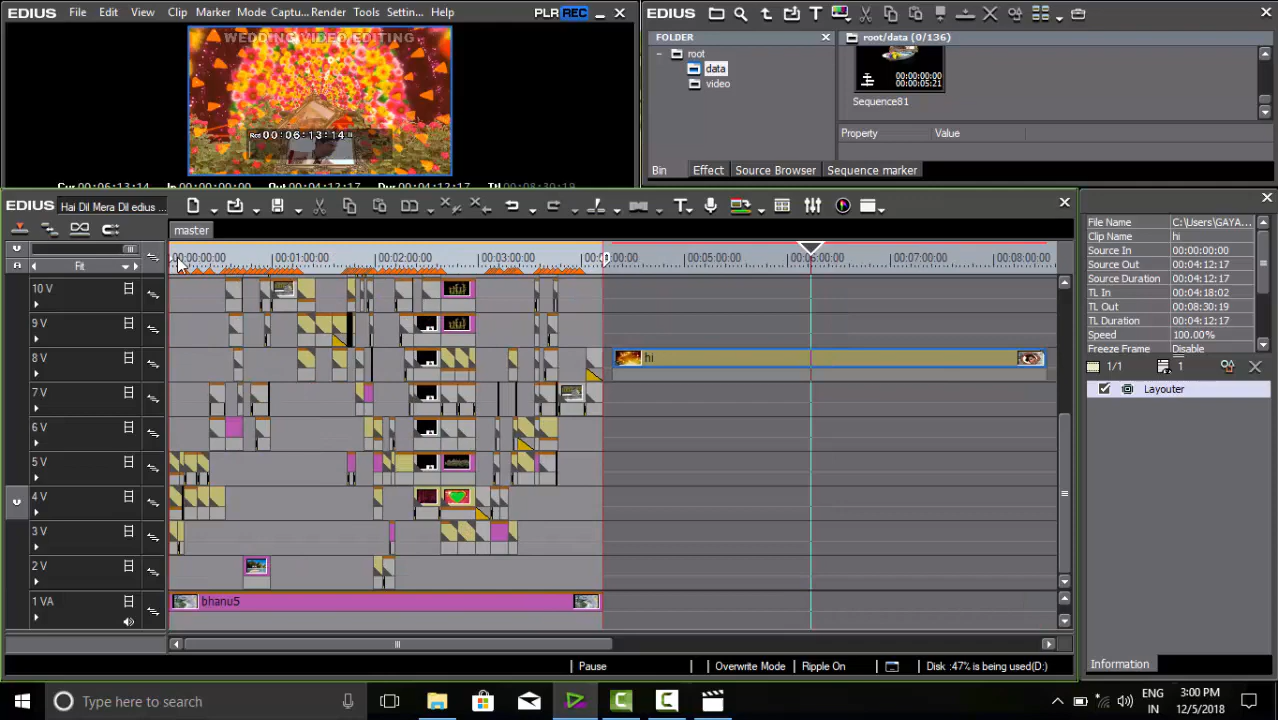 File Edit View Clip Marker Mode Captu... Render Tools Settin... Help PLR REC
WEDDING VIDEO EDITING
Rec 00:06:13:14
Cur 00:06:13:14 In 00:00:00:00 Out 00:04:12:17 Dur 00:04:12:17 Ttl 00:08:30:19
EDIUS
FOLDER
root
data
video
root/data (0/136)
00:00:00:00
00:00:05:21
Sequence81
Property Value
Bin Effect Source Browser Sequence marker
EDIUS Hai Dil Mera Dil edius ...
master
Fit
00:00:00:00 00:01:00:00 00:02:00:00 00:03:00:00 00:05:00:00 00:06:00:00 00:07:00:00 00:08:00:00
10 V
9 V
8 V
hi
7 V
6 V
5 V
4 V
3 V
2 V
1 VA
bhanu5
Pause Overwrite Mode Ripple On Disk :47% is being used(D:)
File Name C:\Users\GAYA...
Clip Name hi
Source In 00:00:00:00
Source Out 00:04:12:17
Source Duration 00:04:12:17
TL In 00:04:18:02
TL Out 00:08:30:19
TL Duration 00:04:12:17
Speed 100.00%
Freeze Frame Disable
1/1 1
Layouter
Information
Type here to search
ENG
IN
3:00 PM
12/5/2018